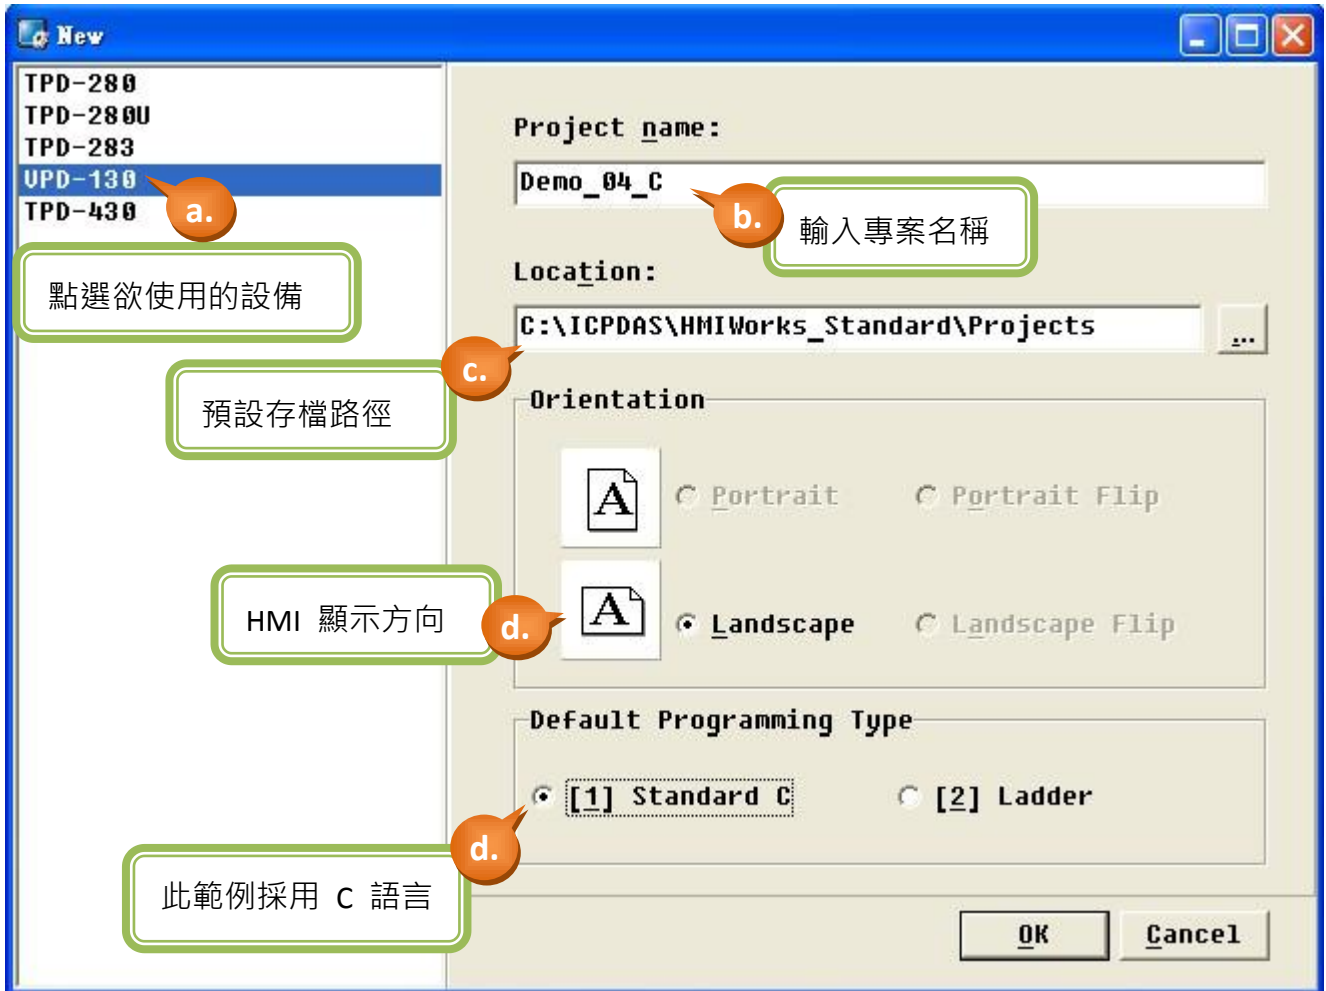 New
TPD-280
TPD-280U
TPD-283
VPD-130
TPD-430
a.
點選欲使用的設備
Project name:
Demo_04_C
b.
輸入專案名稱
Location:
C:\ICPDAS\HMIWorks_Standard\Projects
...
c.
預設存檔路徑
Orientation
A
Portrait
Portrait Flip
HMI 顯示方向
d.
A
Landscape
Landscape Flip
Default Programming Type
[1] Standard C
[2] Ladder
d.
此範例採用 C 語言
OK
Cancel